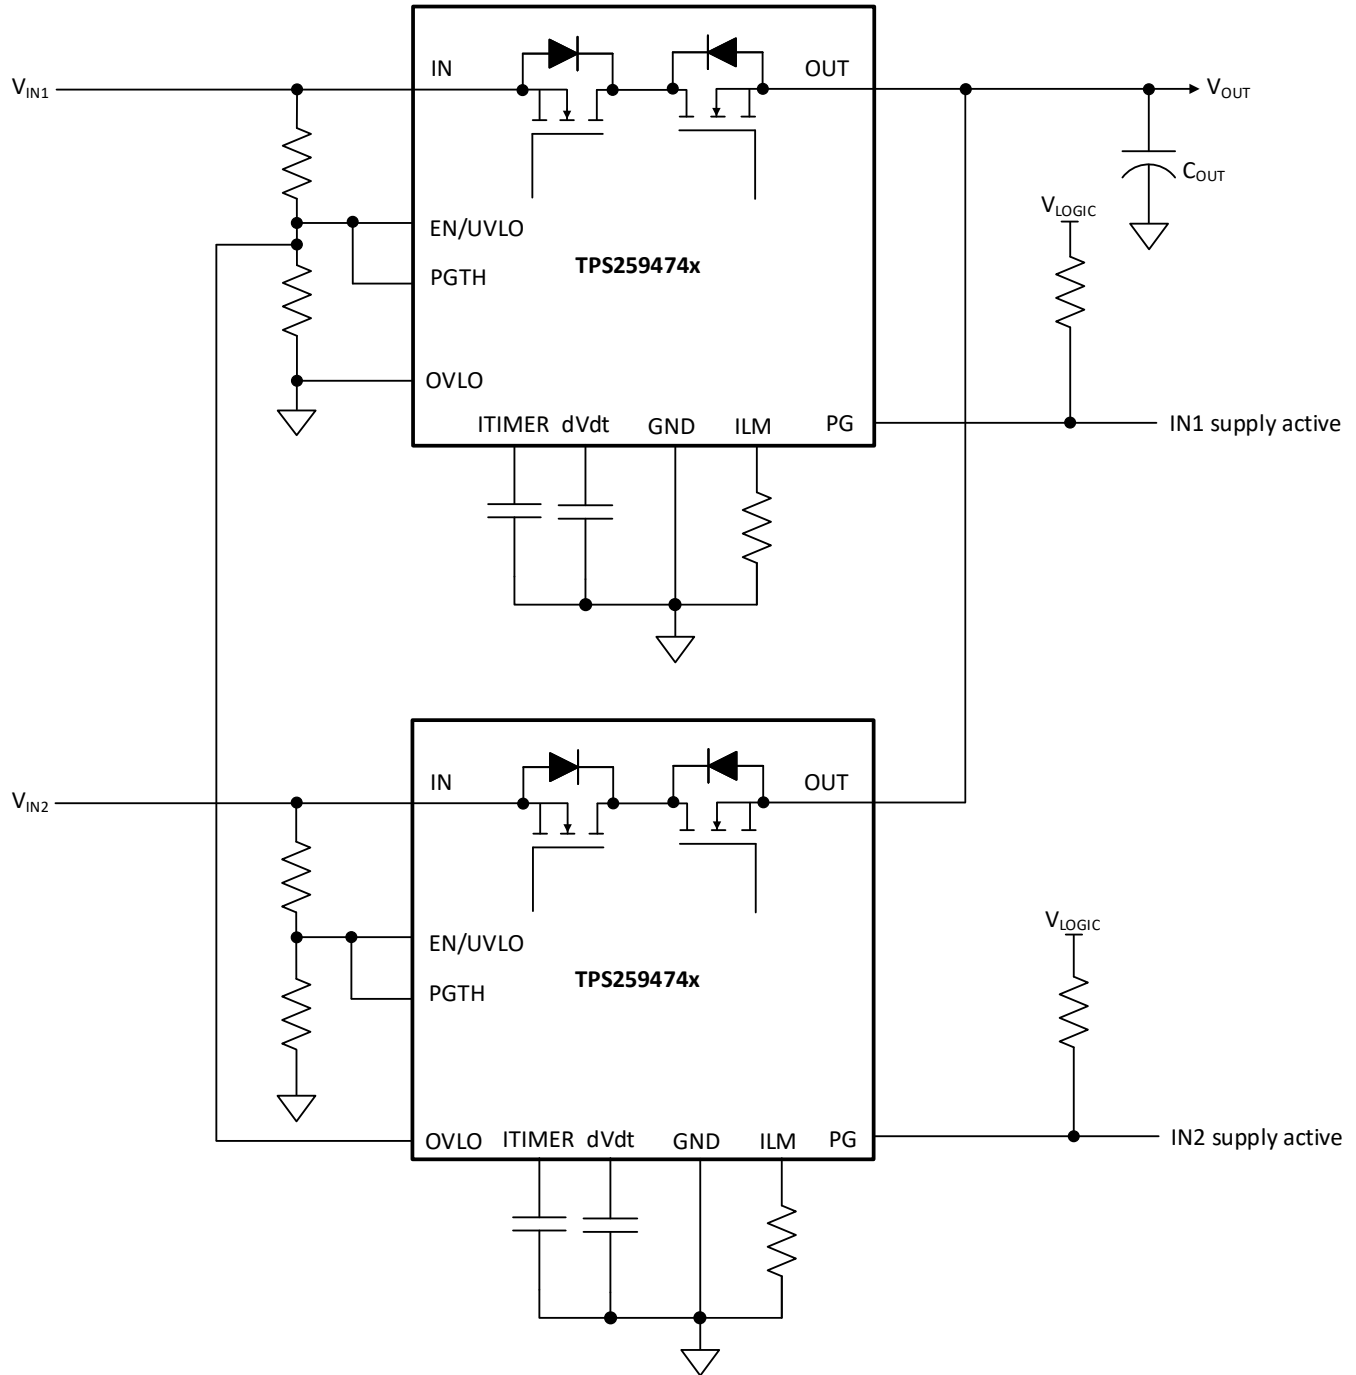 IN
OUT
VIN1
VOUT
COUT
VLOGIC
EN/UVLO
TPS259474x
PGTH
OVLO
ITIMER dVdt GND ILM PG
IN1 supply active
IN
OUT
VIN2
VLOGIC
EN/UVLO
TPS259474x
PGTH
OVLO ITIMER dVdt GND ILM PG
IN2 supply active